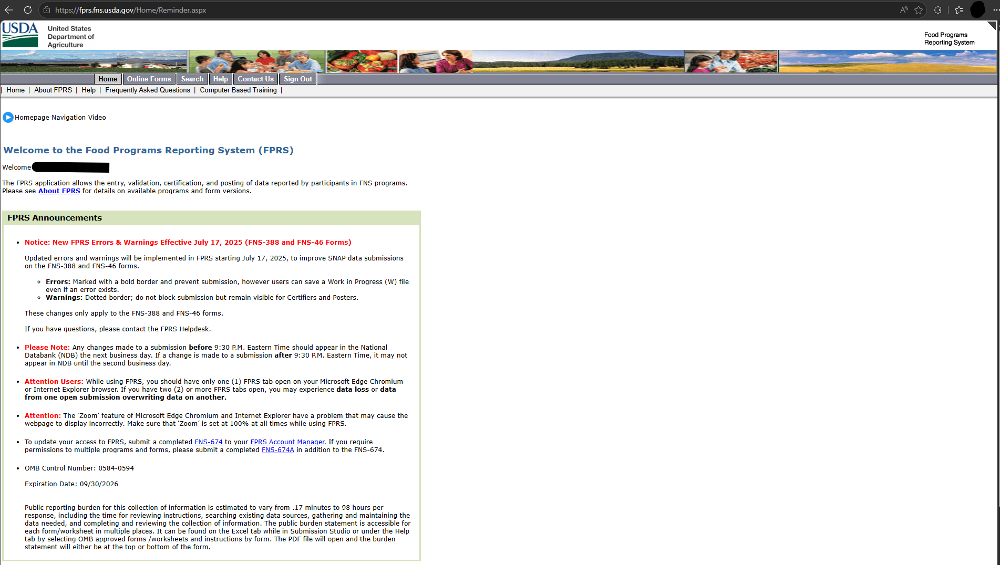 https://fprs.fns.usda.gov/Home/Reminder.aspx
USDA
United States
Department of
Agriculture
Food Programs
Reporting System
Home Online Forms Search Help Contact Us Sign Out
| Home | About FPRS | Help | Frequently Asked Questions | Computer Based Training |
Homepage Navigation Video
Welcome to the Food Programs Reporting System (FPRS)
Welcome
The FPRS application allows the entry, validation, certification, and posting of data reported by participants in FNS programs.
Please see About FPRS for details on available programs and form versions.
FPRS Announcements
• Notice: New FPRS Errors & Warnings Effective July 17, 2025 (FNS-388 and FNS-46 Forms)
Updated errors and warnings will be implemented in FPRS starting July 17, 2025, to improve SNAP data submissions
on the FNS-388 and FNS-46 forms.
◦ Errors: Marked with a bold border and prevent submission, however users can save a Work in Progress (W) file
even if an error exists.
◦ Warnings: Dotted border; do not block submission but remain visible for Certifiers and Posters.
These changes only apply to the FNS-388 and FNS-46 forms.
If you have questions, please contact the FPRS Helpdesk.
• Please Note: Any changes made to a submission before 9:30 P.M. Eastern Time should appear in the National
Databank (NDB) the next business day. If a change is made to a submission after 9:30 P.M. Eastern Time, it may not
appear in NDB until the second business day.
• Attention Users: While using FPRS, you should have only one (1) FPRS tab open on your Microsoft Edge Chromium
or Internet Explorer browser. If you have two (2) or more FPRS tabs open, you may experience data loss or data
from one open submission overwriting data on another.
• Attention: The ‘Zoom’ feature of Microsoft Edge Chromium and Internet Explorer have a problem that may cause the
webpage to display incorrectly. Make sure that ‘Zoom’ is set at 100% at all times while using FPRS.
• To update your access to FPRS, submit a completed FNS-674 to your FPRS Account Manager. If you require
permissions to multiple programs and forms, please submit a completed FNS-674A in addition to the FNS-674.
• OMB Control Number: 0584-0594
Expiration Date: 09/30/2026
Public reporting burden for this collection of information is estimated to vary from .17 minutes to 98 hours per
response, including the time for reviewing instructions, searching existing data sources, gathering and maintaining the
data needed, and completing and reviewing the collection of information. The public burden statement is accessible for
each form/worksheet in multiple places. It can be found on the Excel tab while in Submission Studio or under the Help
tab by selecting OMB approved forms /worksheets and instructions by form. The PDF file will open and the burden
statement will either be at the top or bottom of the form.